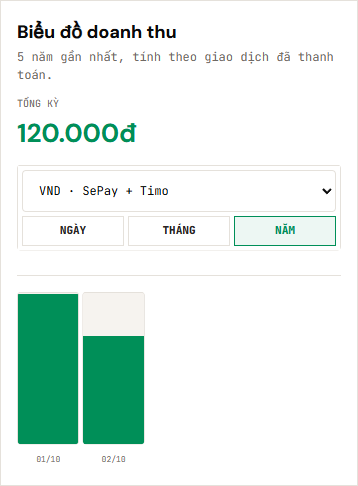 Biểu đồ doanh thu
5 năm gần nhất, tính theo giao dịch đã thanh
toán.
TỔNG KỲ
120.000đ
VND · SePay + Timo
NGÀY THÁNG NĂM
01/10 02/10